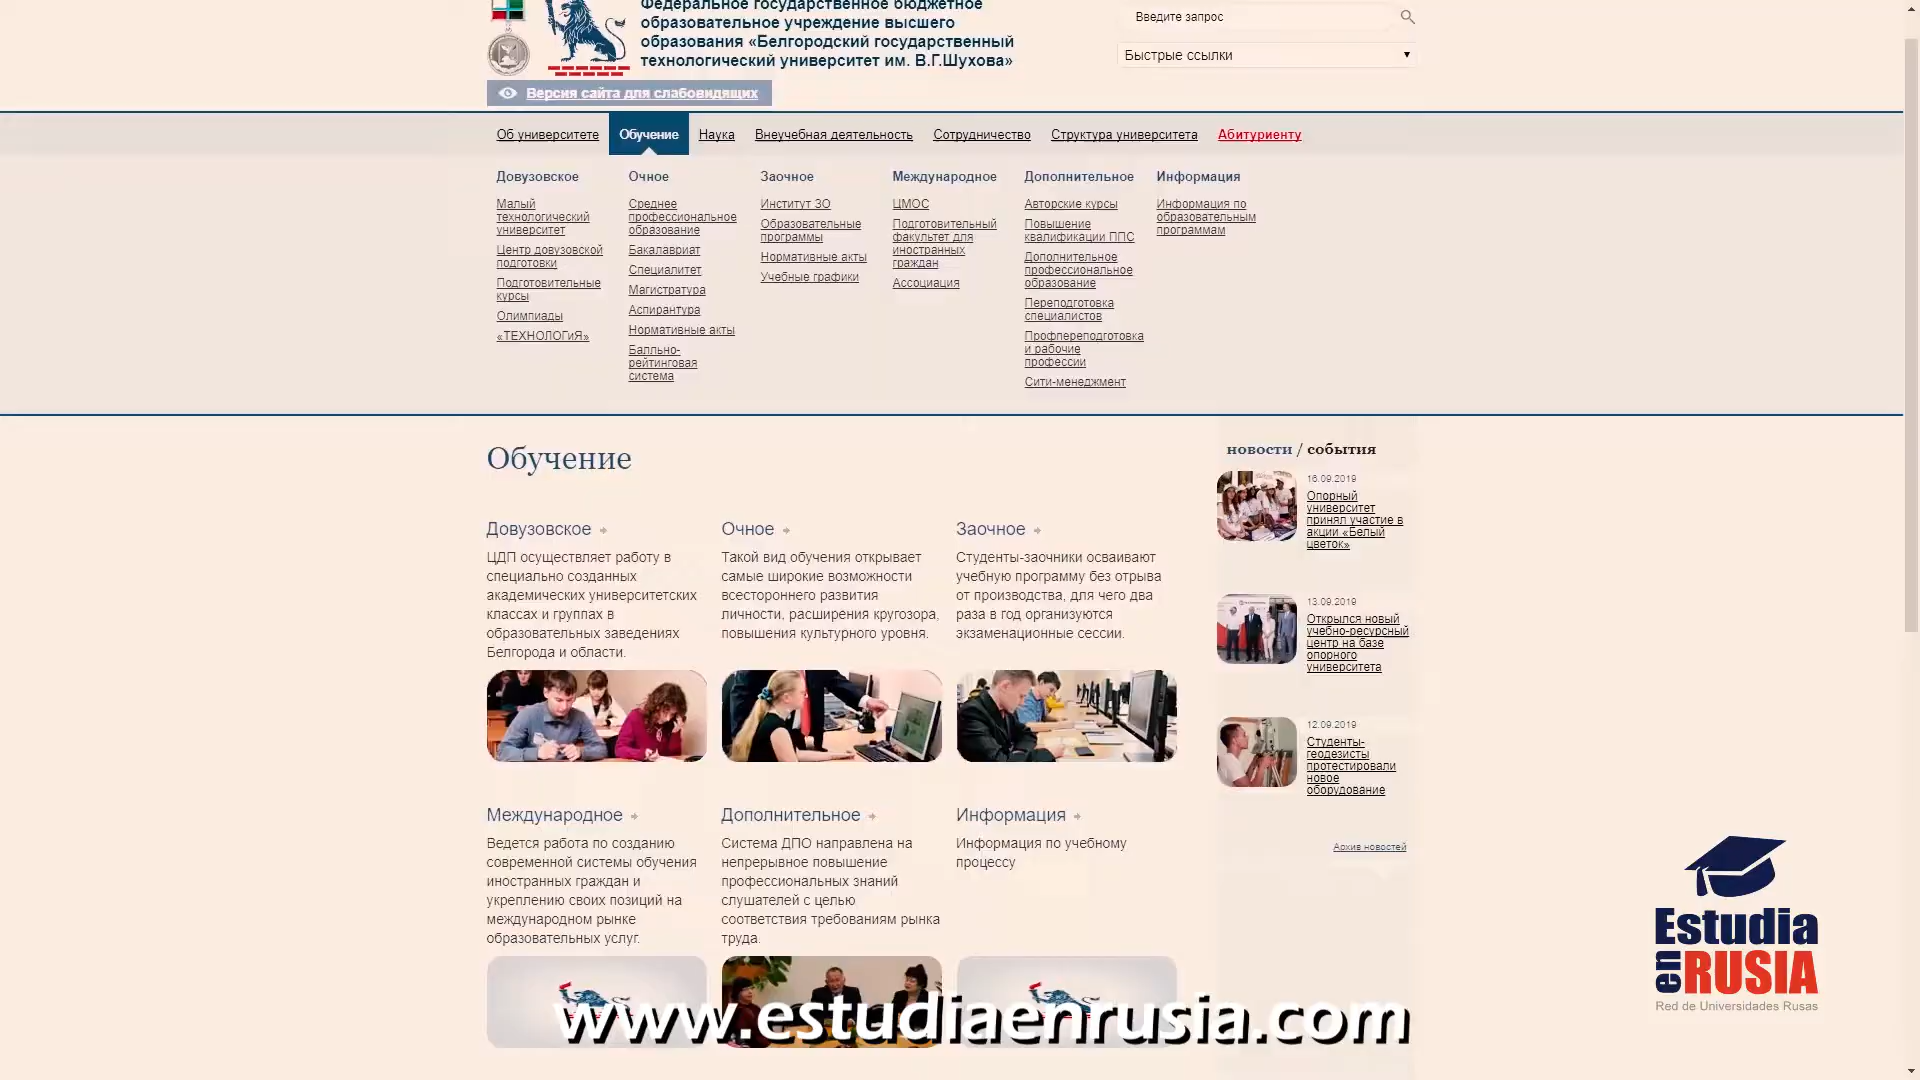 Федеральное государственное бюджетное
образовательное учреждение высшего
образования «Белгородский государственный
технологический университет им. В.Г.Шухова»
Введите запрос
Быстрые ссылки
Версия сайта для слабовидящих
Об университете
Обучение
Наука
Внеучебная деятельность
Сотрудничество
Структура университета
Абитуриенту
Довузовское
Малый
технологический
университет
Центр довузовской
подготовки
Подготовительные
курсы
Олимпиады
«ТЕХНОЛОГиЯ»
Очное
Среднее
профессиональное
образование
Бакалавриат
Специалитет
Магистратура
Аспирантура
Нормативные акты
Балльно-
рейтинговая
система
Заочное
Институт ЗО
Образовательные
программы
Нормативные акты
Учебные графики
Международное
ЦМОС
Подготовительный
факультет для
иностранных
граждан
Ассоциация
Дополнительное
Авторские курсы
Повышение
квалификации ППС
Дополнительное
профессиональное
образование
Переподготовка
специалистов
Профпереподготовка
и рабочие
профессии
Сити-менеджмент
Информация
Информация по
образовательным
программам
Обучение
Довузовское
ЦДП осуществляет работу в
специально созданных
академических университетских
классах и группах в
образовательных заведениях
Белгорода и области.
Очное
Такой вид обучения открывает
самые широкие возможности
всестороннего развития
личности, расширения кругозора,
повышения культурного уровня.
Заочное
Студенты-заочники осваивают
учебную программу без отрыва
от производства, для чего два
раза в год организуются
экзаменационные сессии.
Международное
Ведется работа по созданию
современной системы обучения
иностранных граждан и
укреплению своих позиций на
международном рынке
образовательных услуг.
Дополнительное
Система ДПО направлена на
непрерывное повышение
профессиональных знаний
слушателей с целью
соответствия требованиям рынка
труда.
Информация
Информация по учебному
процессу
новости / события
16.09.2019
Опорный
университет
принял участие в
акции «Белый
цветок»
13.09.2019
Открылся новый
учебно-ресурсный
центр на базе
опорного
университета
12.09.2019
Студенты-
геодезисты
протестировали
новое
оборудование
Архив новостей
Estudia
en RUSIA
Red de Universidades Rusas
www.estudiaenrusia.com